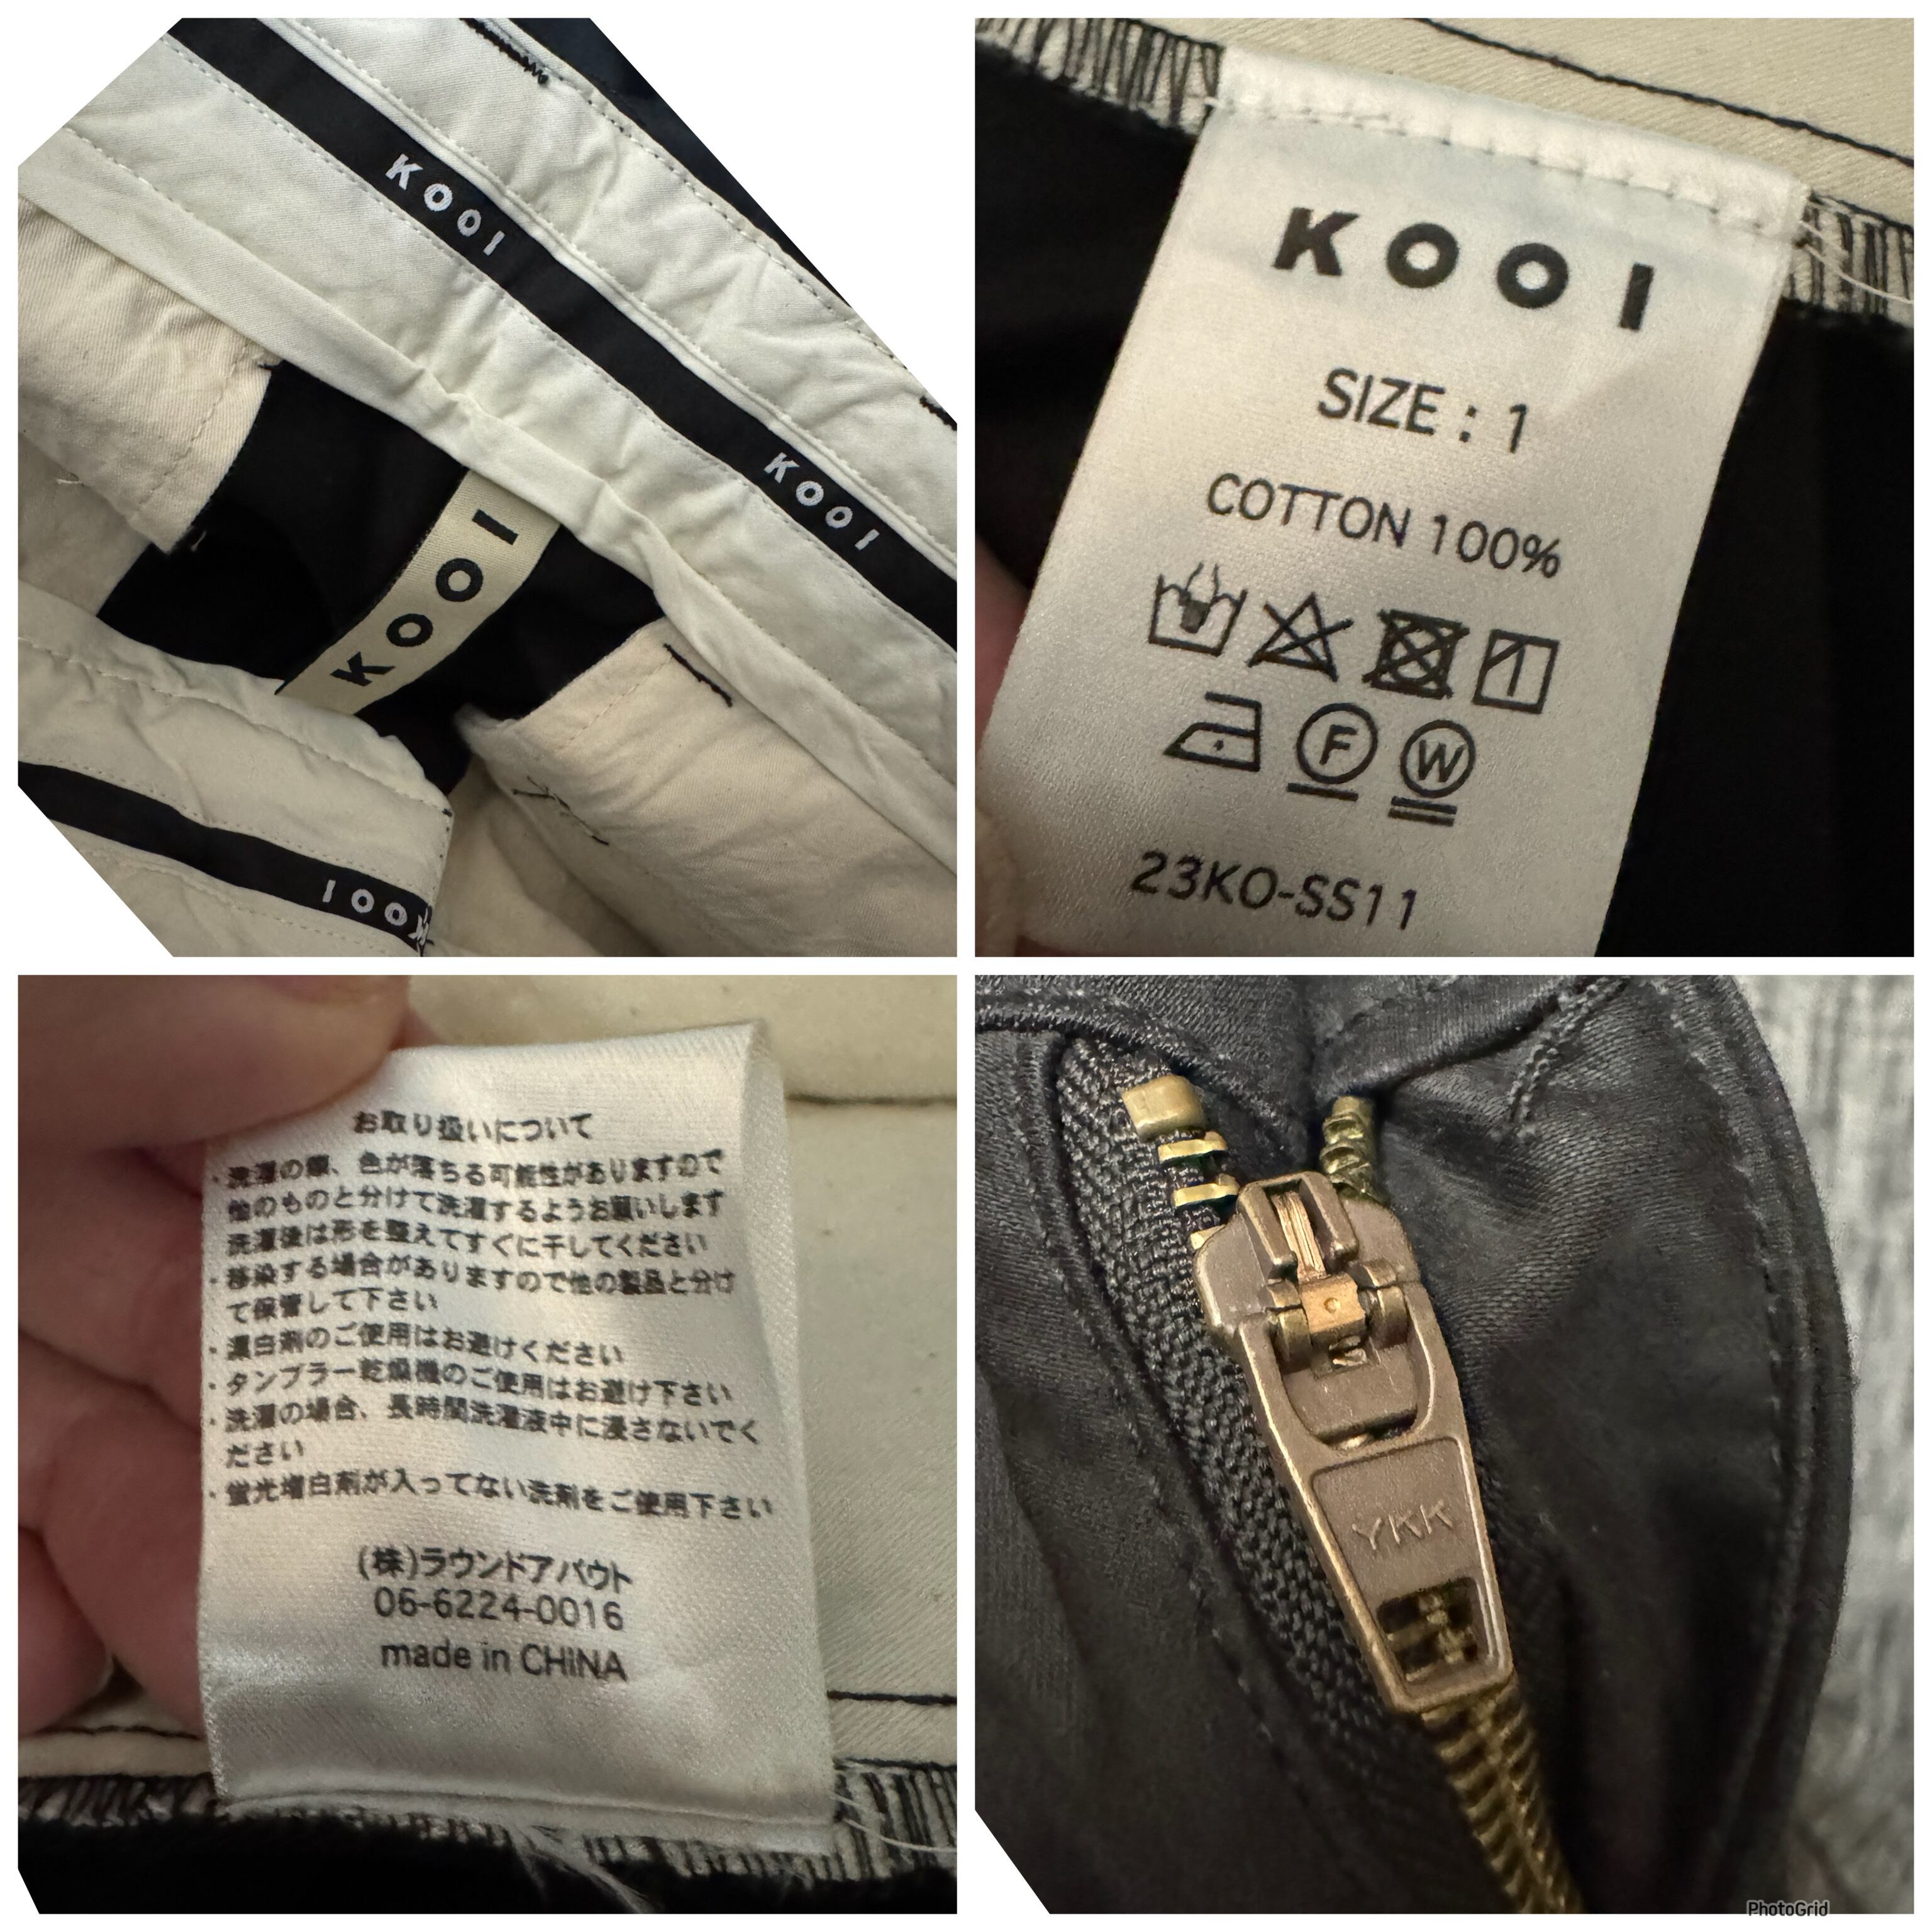 KOOI
KOOI
KOOI
KOOI
KOOI
SIZE : 1
COTTON 100%
F W
23KO-SS11
お取り扱いについて
・洗濯の際、色が落ちる可能性がありますので
他のものと分けて洗濯するようお願いします
洗濯後は形を整えてすぐに干してください
・移染する場合がありますので他の製品と分け
て保管して下さい
・漂白剤のご使用はお避けください
・タンブラー乾燥機のご使用はお避け下さい
・洗濯の場合、長時間洗濯液中に浸さないでく
ださい
・蛍光増白剤が入ってない洗剤をご使用下さい
(株)ラウンドアバウト
06-6224-0016
made in CHINA
YKK
PhotoGrid